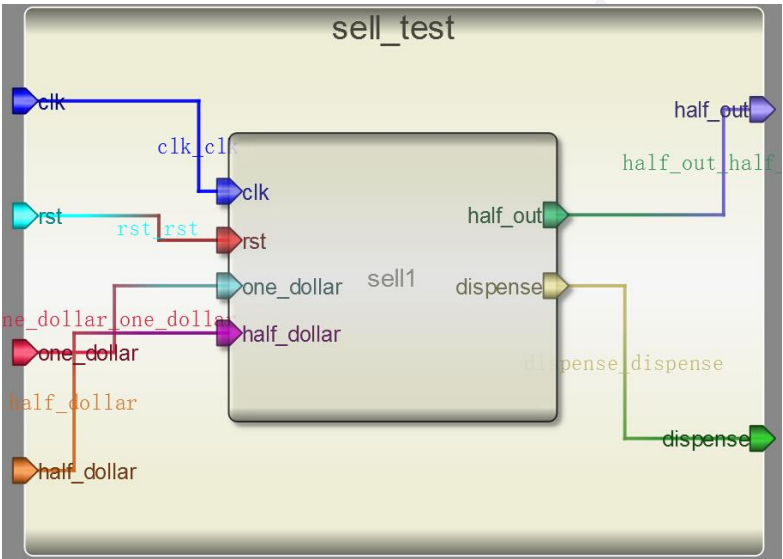 sell_test
clk
half_out
clk_clk
half_out_half_
clk
rst
half_out
rst_rst
rst
one_dollar
sell1
dispense
ne_dollar_one_dollar
half_dollar
one_dollar
dispense_dispense
half_dollar
dispense
half_dollar